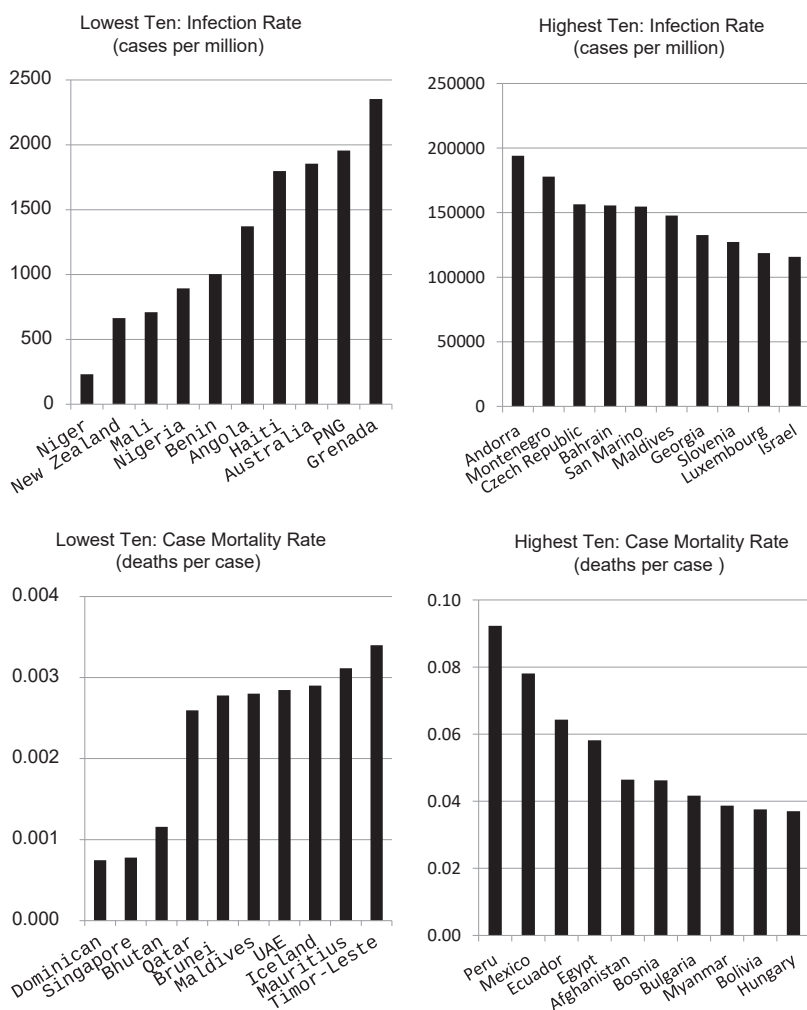 Lowest Ten: Infection Rate
(cases per million)
2500
2000
1500
1000
500
0
Niger
New Zealand
Mali
Nigeria
Benin
Angola
Haiti
Australia
PNG
Grenada
Highest Ten: Infection Rate
(cases per million)
250000
200000
150000
100000
50000
0
Andorra
Montenegro
Czech Republic
Bahrain
San Marino
Maldives
Georgia
Slovenia
Luxembourg
Israel
Lowest Ten: Case Mortality Rate
(deaths per case)
0.004
0.003
0.002
0.001
0.000
Dominican
Singapore
Bhutan
Qatar
Brunei
Maldives
UAE
Iceland
Mauritius
Timor-Leste
Highest Ten: Case Mortality Rate
(deaths per case )
0.10
0.08
0.06
0.04
0.02
0.00
Peru
Mexico
Ecuador
Egypt
Afghanistan
Bosnia
Bulgaria
Myanmar
Bolivia
Hungary